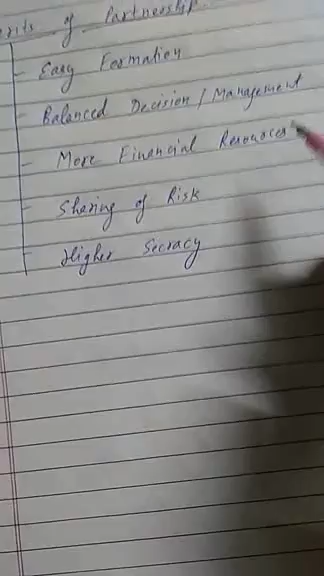 of Partnership.
- Easy Formation
- Balanced Decision / Management
- More Financial Resources
- Sharing of Risk
- Higher Secracy